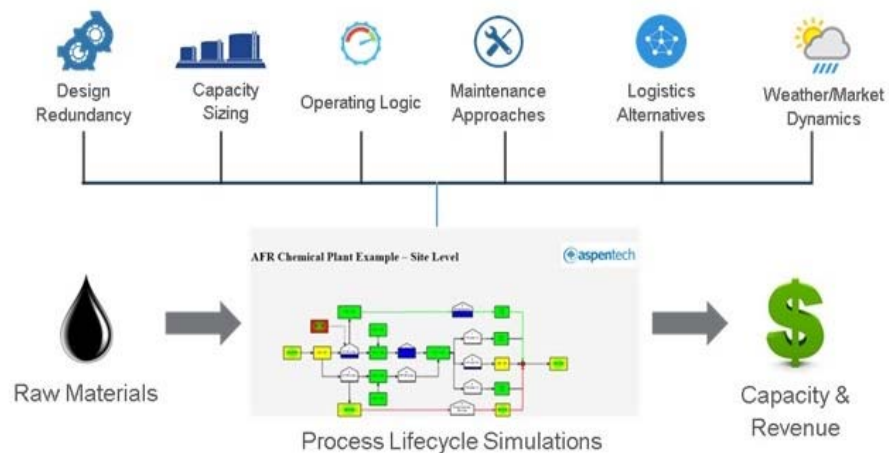 Design
Redundancy
Capacity
Sizing
Operating Logic
Maintenance
Approaches
Logistics
Alternatives
Weather/Market
Dynamics
AFR Chemical Plant Example – Site Level
aspentech
Raw Materials
Process Lifecycle Simulations
$
Capacity &
Revenue